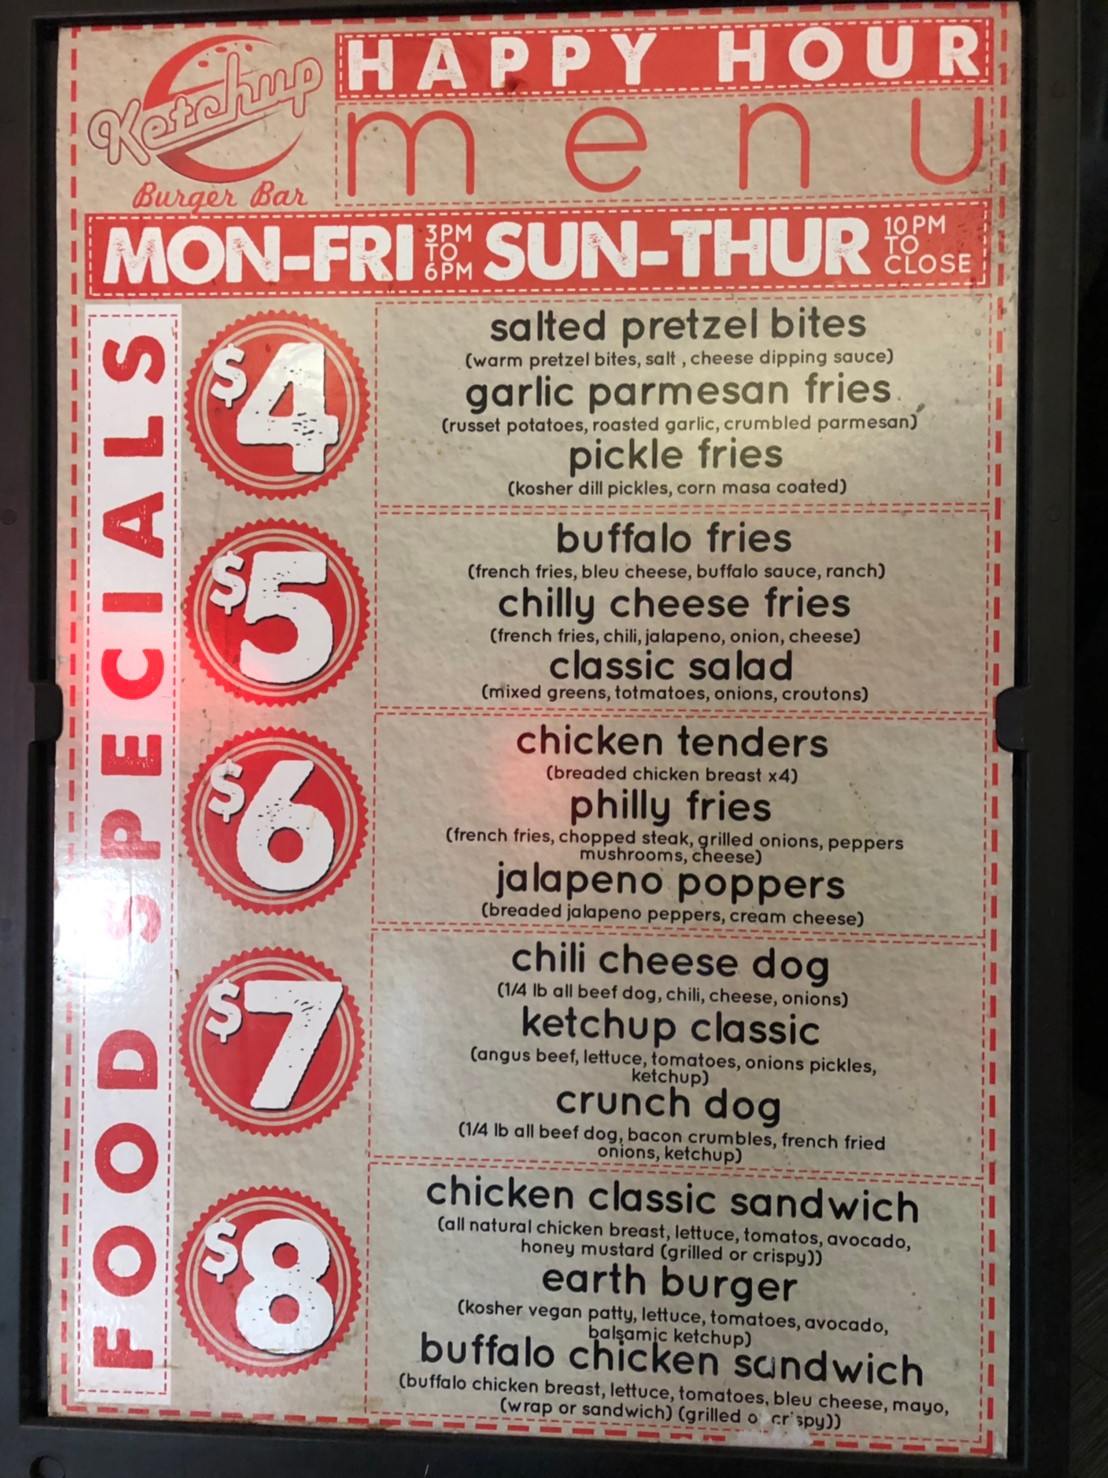 Ketchup
Burger Bar
HAPPY HOUR
menu
MON-FRI 3PM TO 6PM SUN-THUR 10PM TO CLOSE
FOOD SPECIALS
$4
salted pretzel bites
(warm pretzel bites, salt , cheese dipping sauce)
garlic parmesan fries
(russet potatoes, roasted garlic, crumbled parmesan)
pickle fries
(kosher dill pickles, corn masa coated)
$5
buffalo fries
(french fries, bleu cheese, buffalo sauce, ranch)
chilly cheese fries
(french fries, chili, jalapeno, onion, cheese)
classic salad
(mixed greens, totmatoes, onions, croutons)
$6
chicken tenders
(breaded chicken breast x4)
philly fries
(french fries, chopped steak, grilled onions, peppers
mushrooms, cheese)
jalapeno poppers
(breaded jalapeno peppers, cream cheese)
$7
chili cheese dog
(1/4 lb all beef dog, chili, cheese, onions)
ketchup classic
(angus beef, lettuce, tomatoes, onions pickles,
ketchup)
crunch dog
(1/4 lb all beef dog, bacon crumbles, french fried
onions, ketchup)
$8
chicken classic sandwich
(all natural chicken breast, lettuce, tomatos, avocado,
honey mustard (grilled or crispy))
earth burger
(kosher vegan patty, lettuce, tomatoes, avocado,
balsamic ketchup)
buffalo chicken sandwich
(buffalo chicken breast, lettuce, tomatoes, bleu cheese, mayo,
(wrap or sandwich) (grilled or crispy))